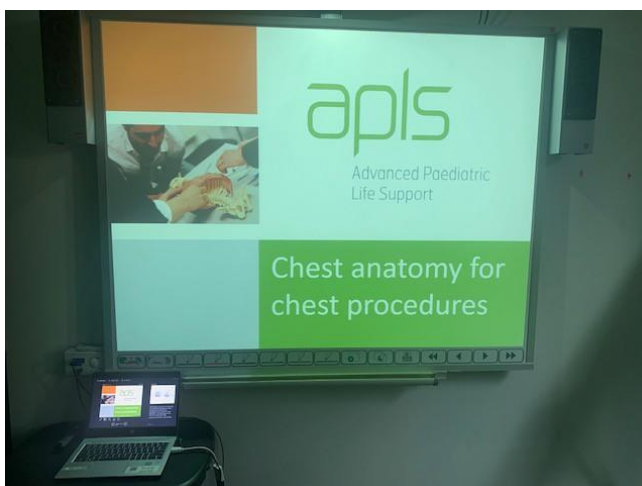 apls
Advanced Paediatric
Life Support
Chest anatomy for
chest procedures